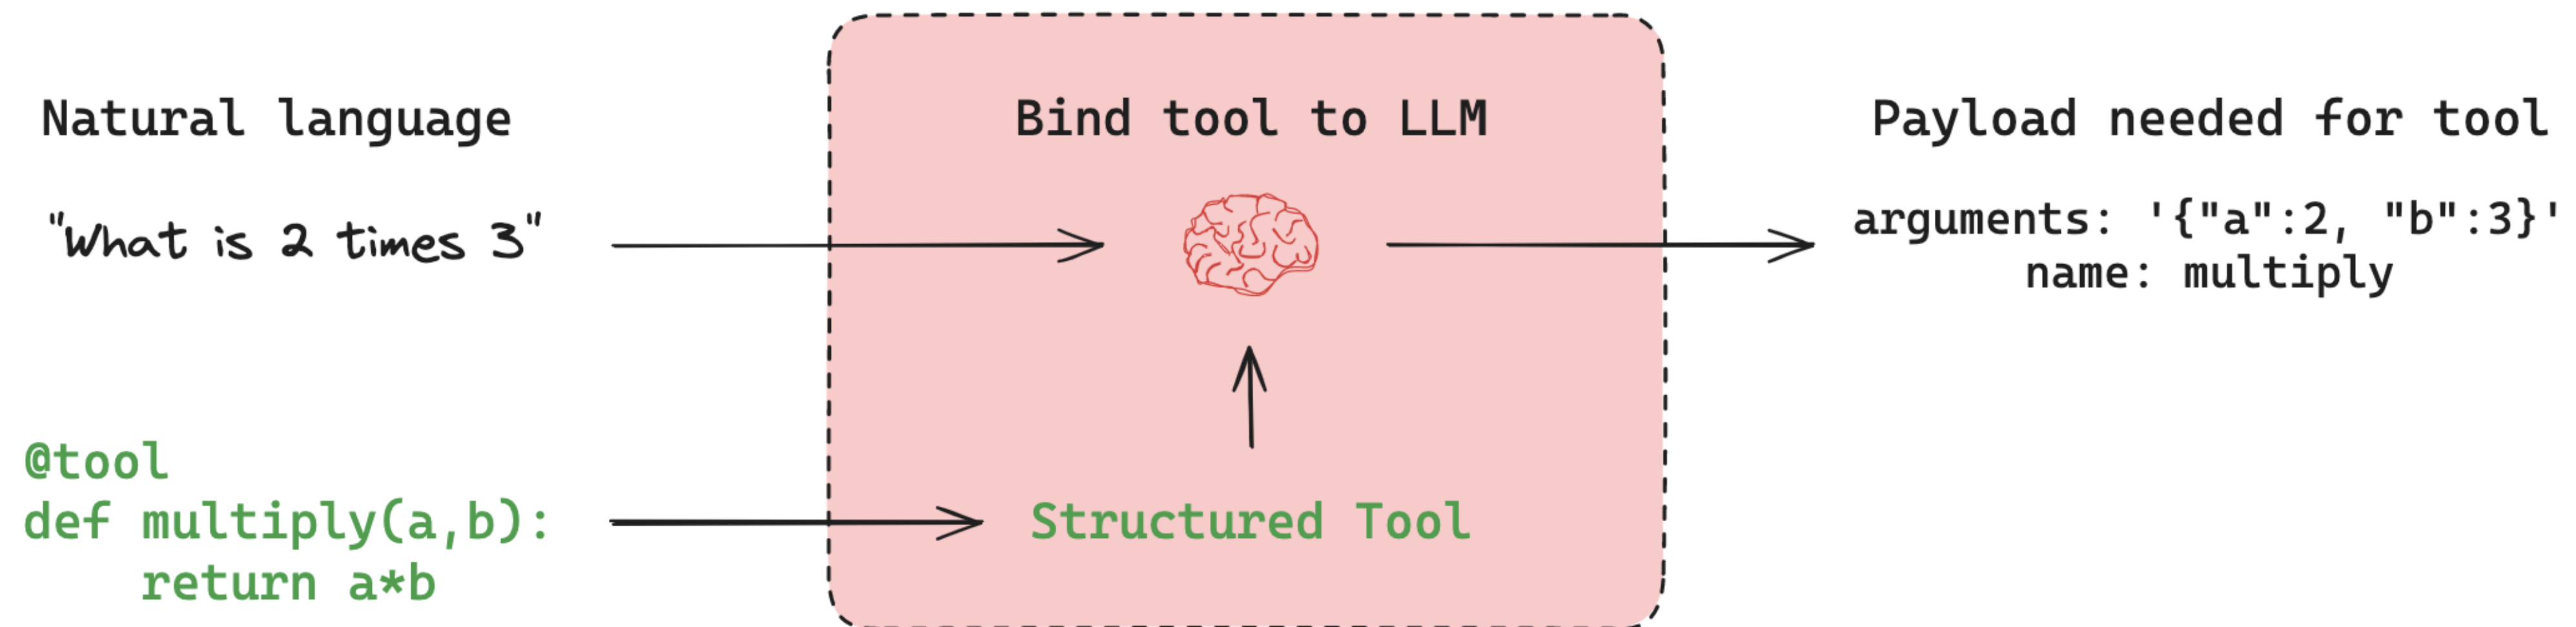 Natural language
"What is 2 times 3"
@tool
def multiply(a,b):
    return a*b
Bind tool to LLM
Structured Tool
Payload needed for tool
arguments: '{"a":2, "b":3}'
name: multiply